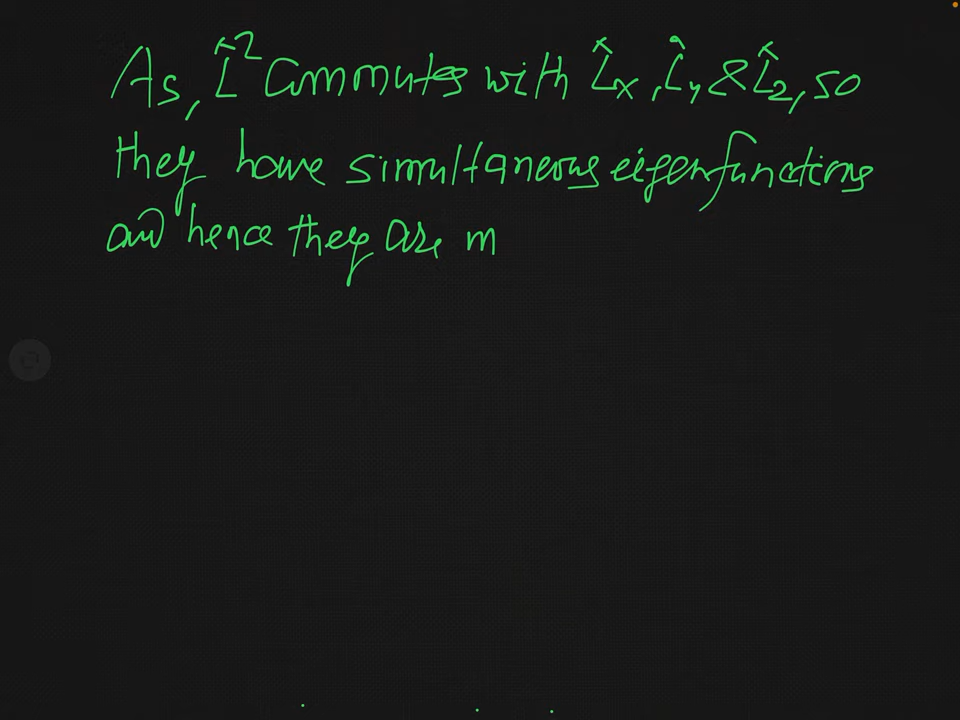 As, L̂² Commutes with L̂x, L̂y & L̂z, so
they have simultaneous eigenfunctions
and hence they are m